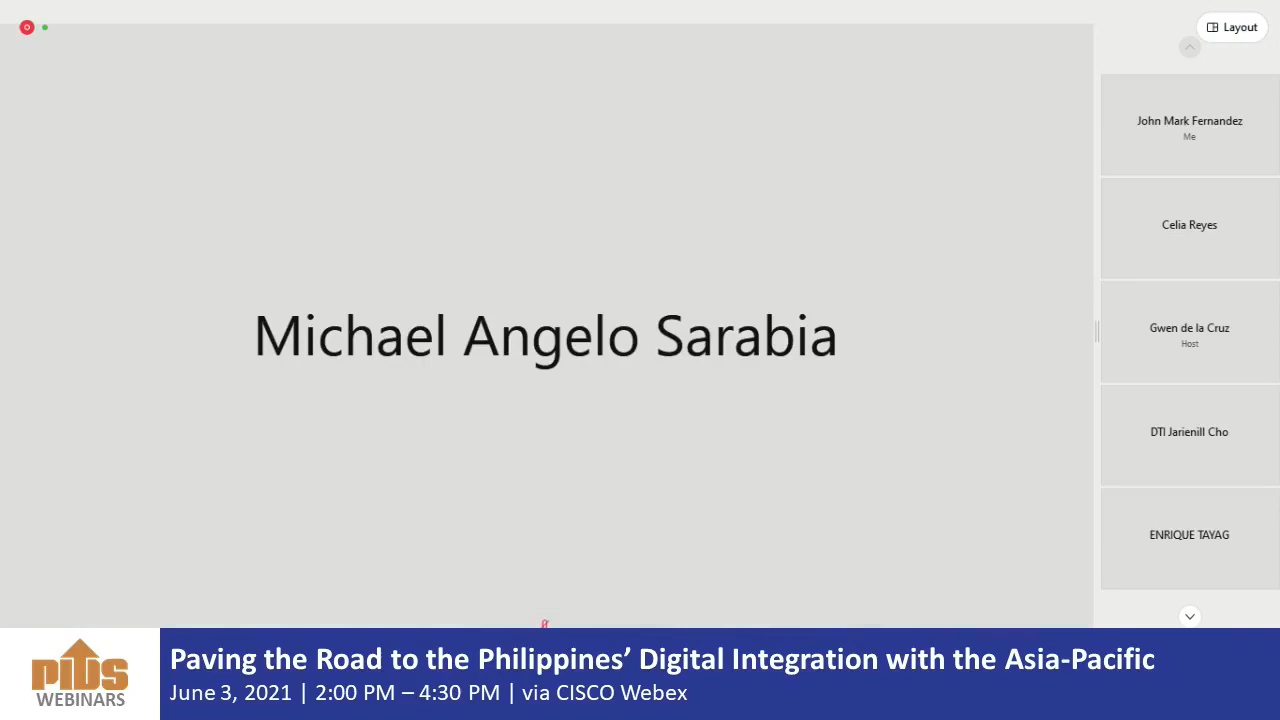 Layout
John Mark Fernandez
Me
Celia Reyes
Gwen de la Cruz
Host
DTI Jarienill Cho
ENRIQUE TAYAG
Michael Angelo Sarabia
PIDS
WEBINARS
Paving the Road to the Philippines’ Digital Integration with the Asia-Pacific
June 3, 2021 | 2:00 PM – 4:30 PM | via CISCO Webex